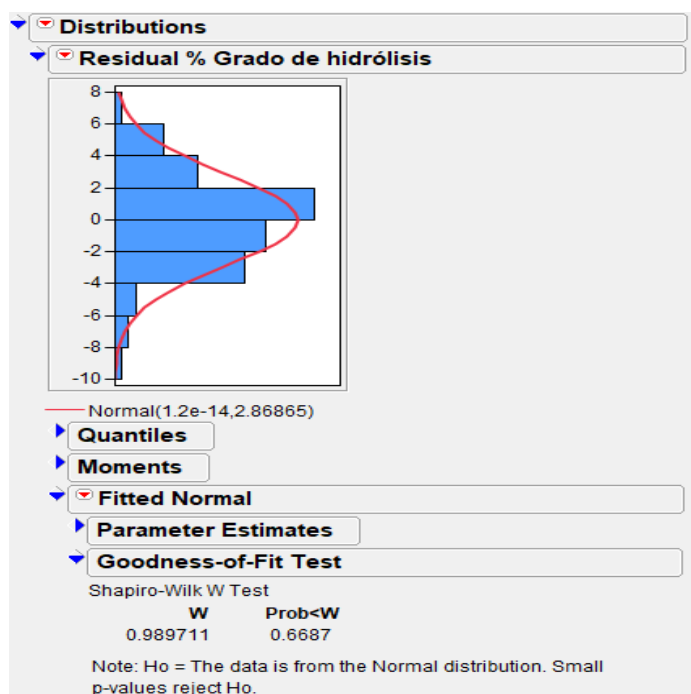 Distributions
Residual % Grado de hidrólisis
8
6
4
2
0
-2
-4
-6
-8
-10
Normal(1.2e-14,2.86865)
Quantiles
Moments
Fitted Normal
Parameter Estimates
Goodness-of-Fit Test
Shapiro-Wilk W Test
W Prob<W
0.989711 0.6687
Note: Ho = The data is from the Normal distribution. Small
p-values reject Ho.